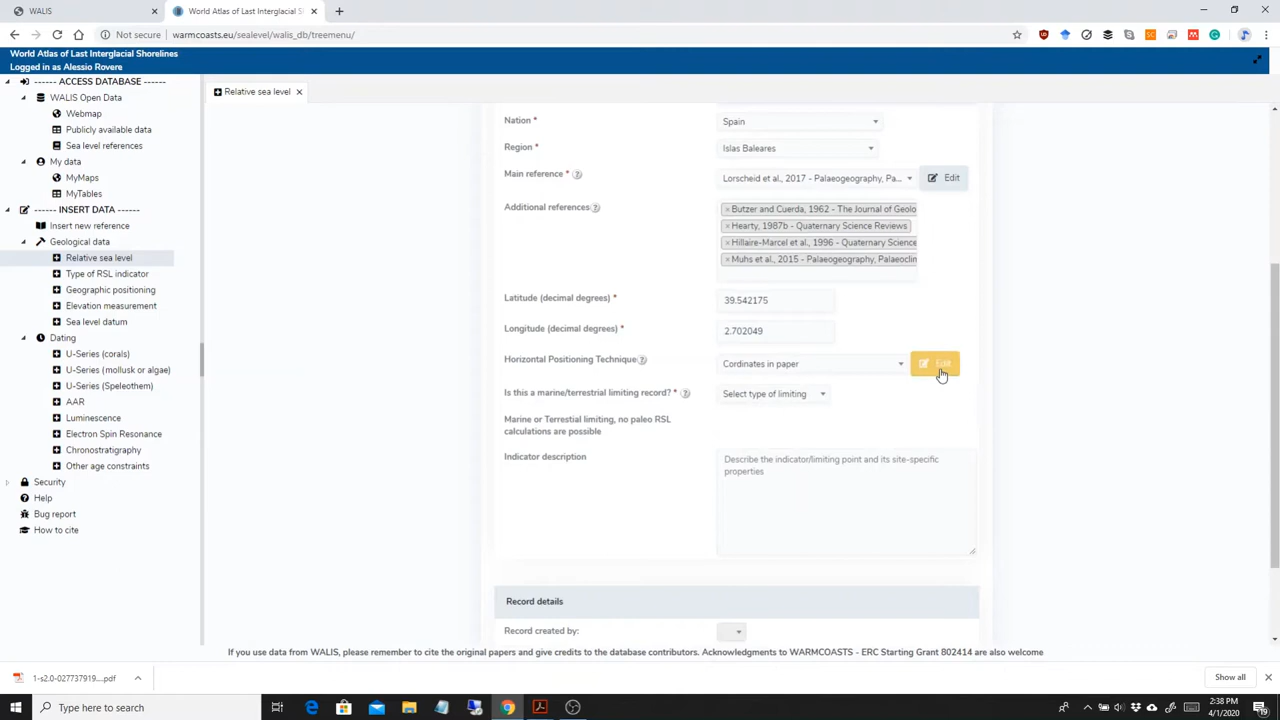 WALIS
World Atlas of Last Interglacial S
Not secure
warmcoasts.eu/sealevel/walis_db/treemenu/
World Atlas of Last Interglacial Shorelines
Logged in as Alessio Rovere
------ ACCESS DATABASE ------
WALIS Open Data
Webmap
Publicly available data
Sea level references
My data
MyMaps
MyTables
------ INSERT DATA ------
Insert new reference
Geological data
Relative sea level
Type of RSL indicator
Geographic positioning
Elevation measurement
Sea level datum
Dating
U-Series (corals)
U-Series (mollusk or algae)
U-Series (Speleothem)
AAR
Luminescence
Electron Spin Resonance
Chronostratigraphy
Other age constraints
Security
Help
Bug report
How to cite
Relative sea level
Nation *
Spain
Region *
Islas Baleares
Main reference *
Lorscheid et al., 2017 - Palaeogeography, Pa...
Edit
Additional references
×Butzer and Cuerda, 1962 - The Journal of Geolo
×Hearty, 1987b - Quaternary Science Reviews
×Hillaire-Marcel et al., 1996 - Quaternary Science
×Muhs et al., 2015 - Palaeogeography, Palaeoclim
Latitude (decimal degrees) *
39.542175
Longitude (decimal degrees) *
2.702049
Horizontal Positioning Technique
Cordinates in paper
Edit
Is this a marine/terrestrial limiting record? *
Select type of limiting
Marine or Terrestial limiting, no paleo RSL
calculations are possible
Indicator description
Describe the indicator/limiting point and its site-specific
properties
Record details
Record created by:
If you use data from WALIS, please remember to cite the original papers and give credits to the database contributors. Acknowledgments to WARMCOASTS - ERC Starting Grant 802414 are also welcome
1-s2.0-027737919....pdf
Show all
Type here to search
2:38 PM
4/1/2020